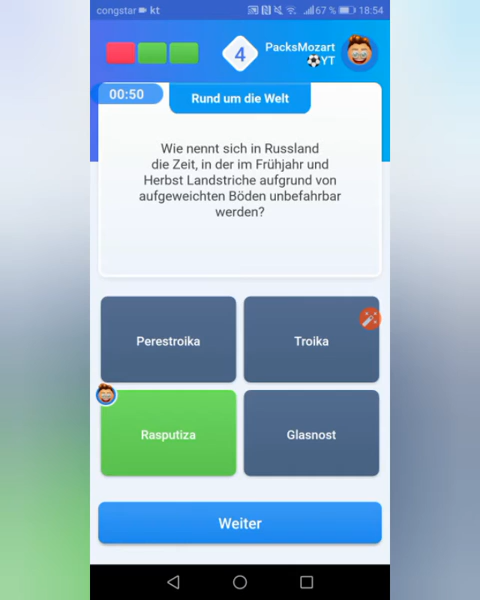 congstar kt 67 % 18:54
4
PacksMozart
⚽YT
00:50
Rund um die Welt
Wie nennt sich in Russland
die Zeit, in der im Frühjahr und
Herbst Landstriche aufgrund von
aufgeweichten Böden unbefahrbar
werden?
Perestroika
Troika
Rasputiza
Glasnost
Weiter